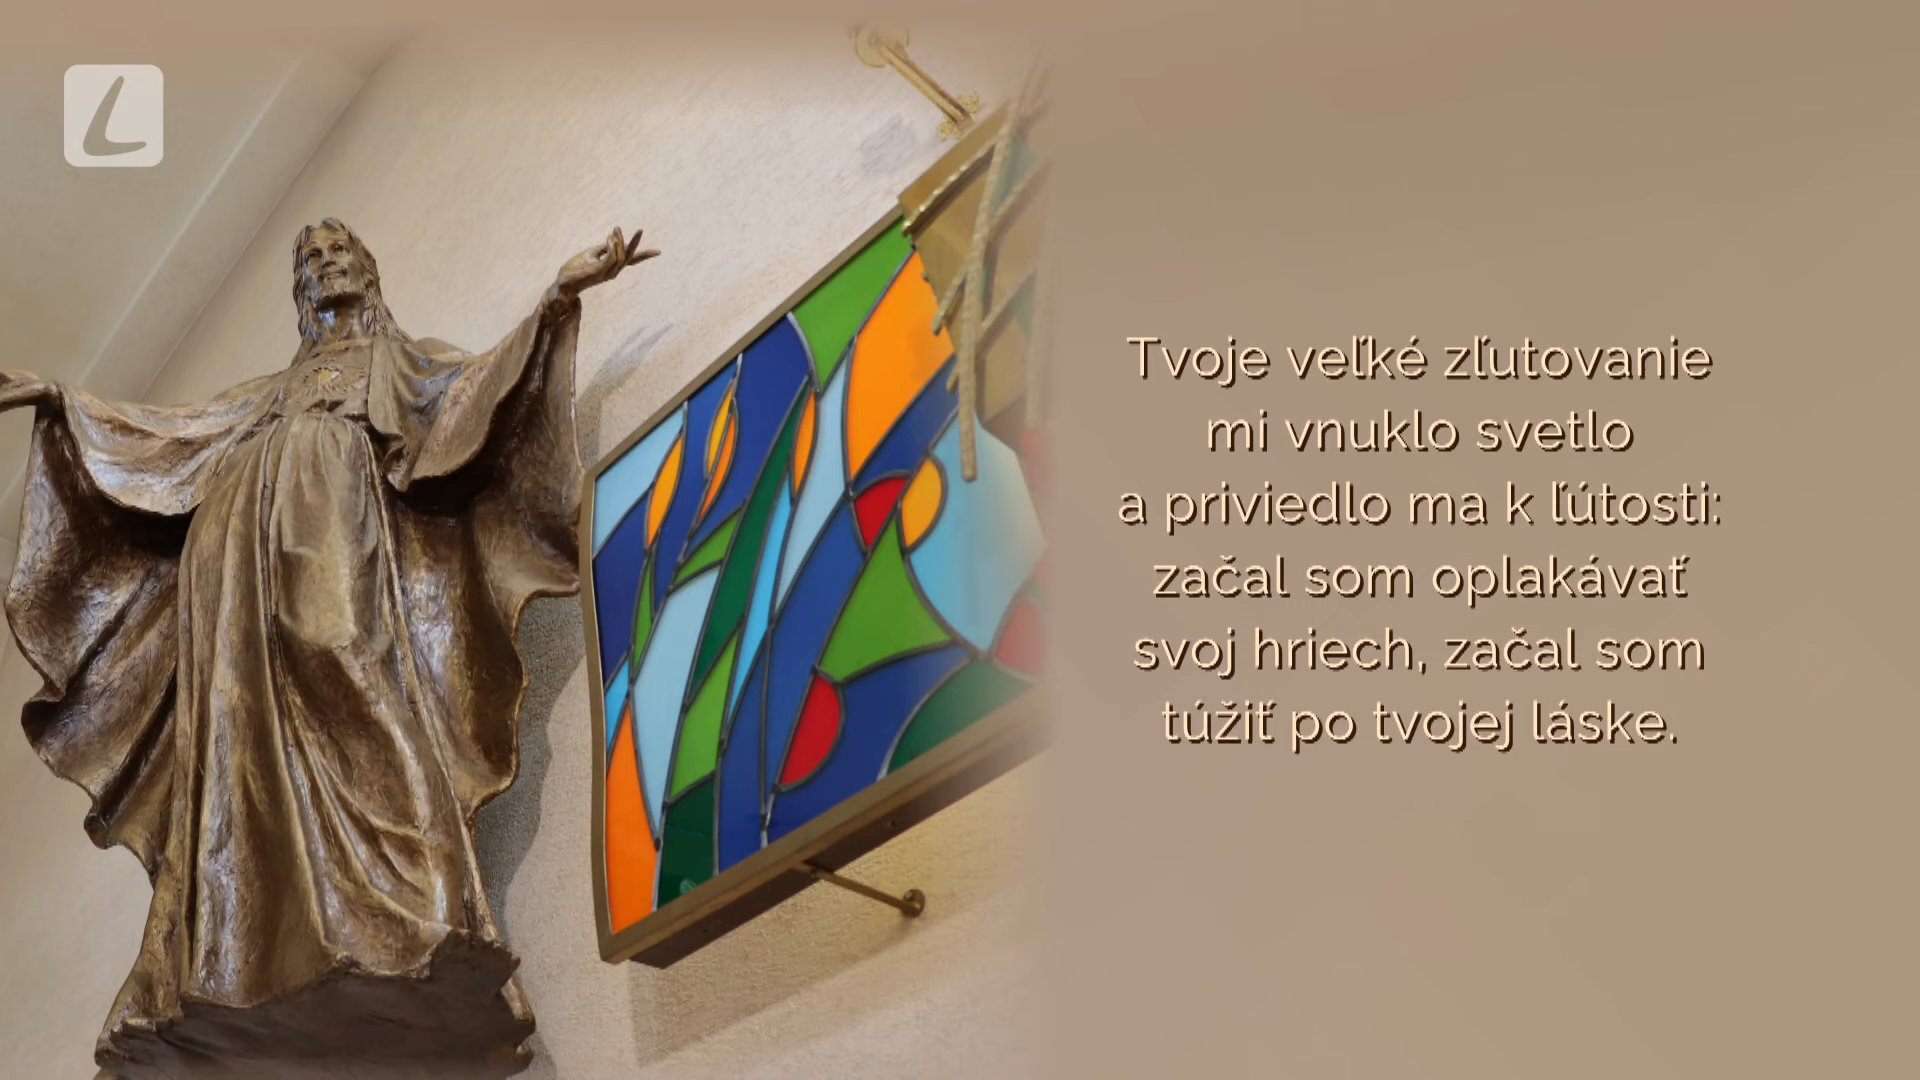 L
Tvoje veľké zľutovanie
mi vnuklo svetlo
a priviedlo ma k ľútosti:
začal som oplakávať
svoj hriech, začal som
túžiť po tvojej láske.